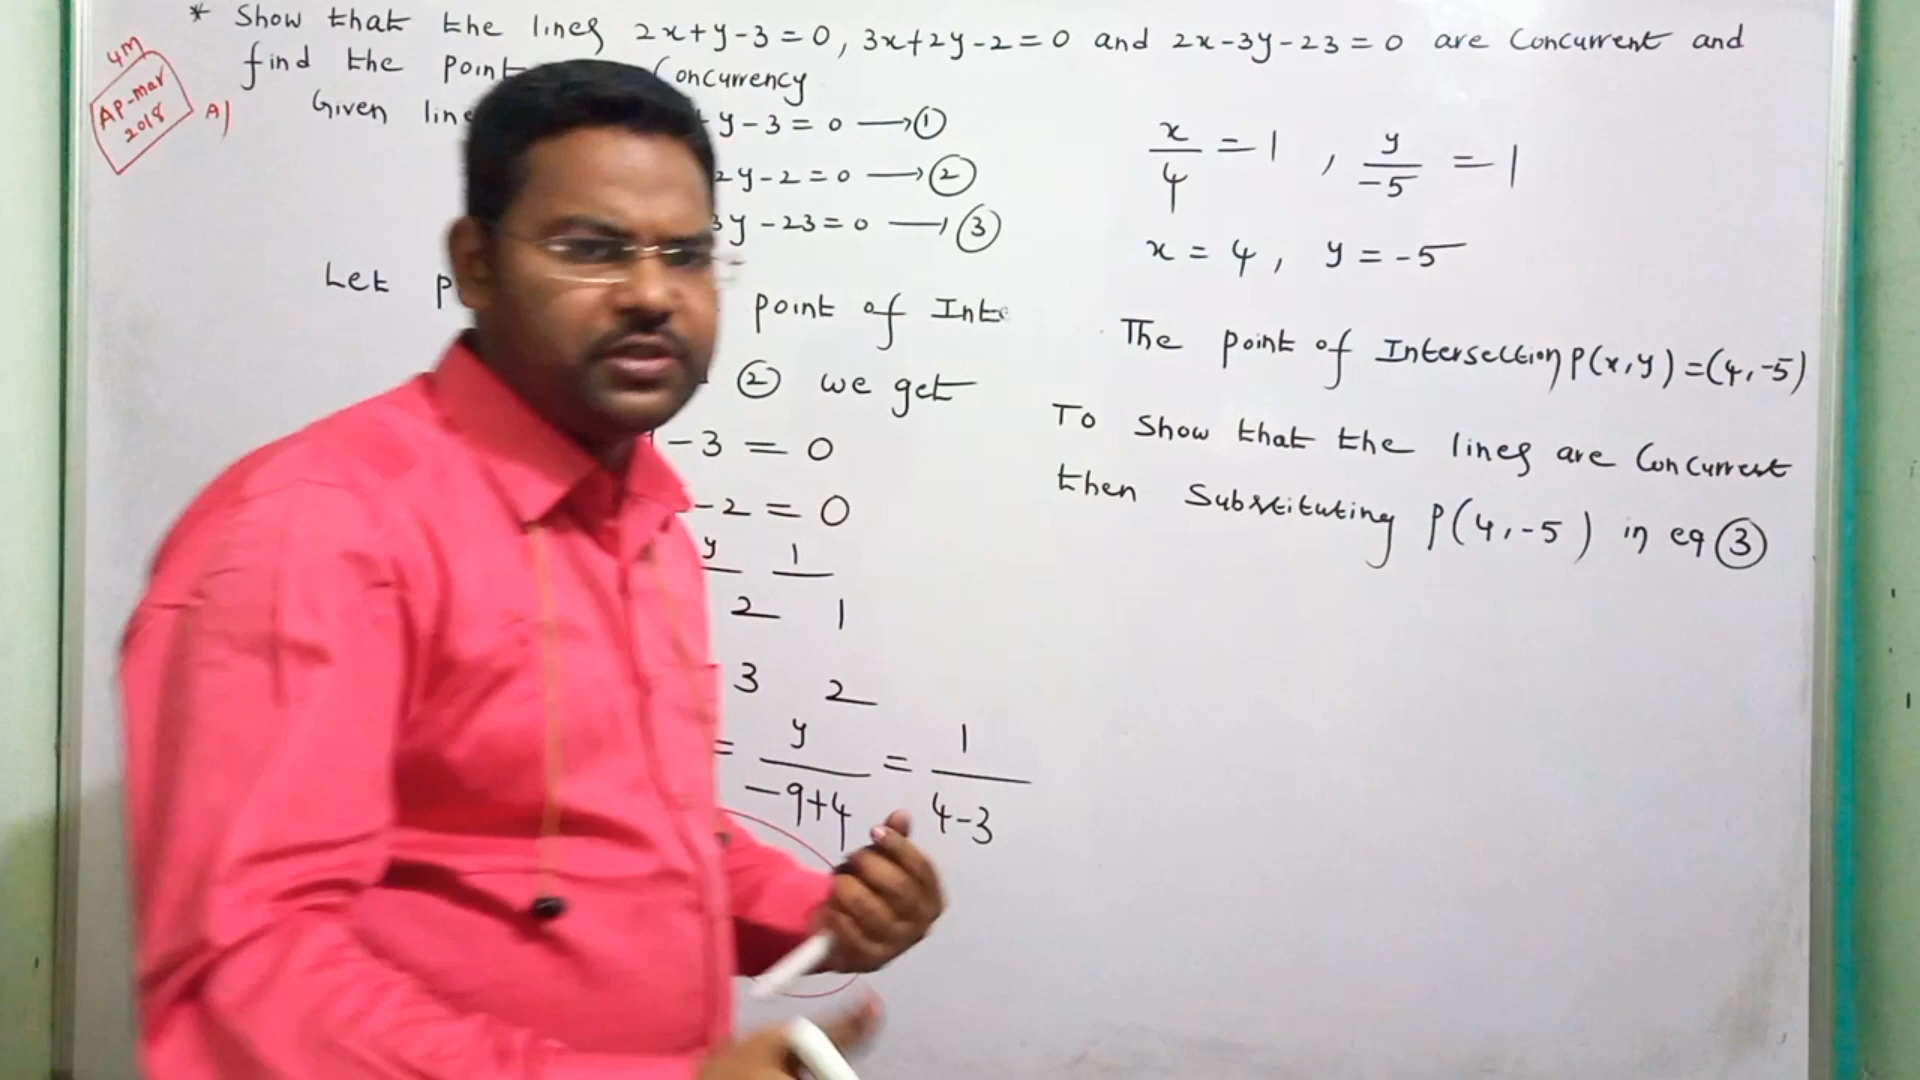 * Show that the lines 2x+y-3=0, 3x+2y-2=0 and 2x-3y-23=0 are Concurrent and
find the point Concurrency
4M
AP-mar
2018
A)
Given line
y-3=0 → ①
2y-2=0 → ②
3y-23=0 → ③
Let p point of Inte
② we get
-3 = 0
-2 = 0
y 1
2 1
3 2
= y/(-9+4) = 1/(4-3)
x/4 = 1 , y/-5 = 1
x = 4, y = -5
The point of Intersection P(x,y) = (4,-5)
To Show that the lines are Concurrent
then Substituting P(4,-5) in eq ③